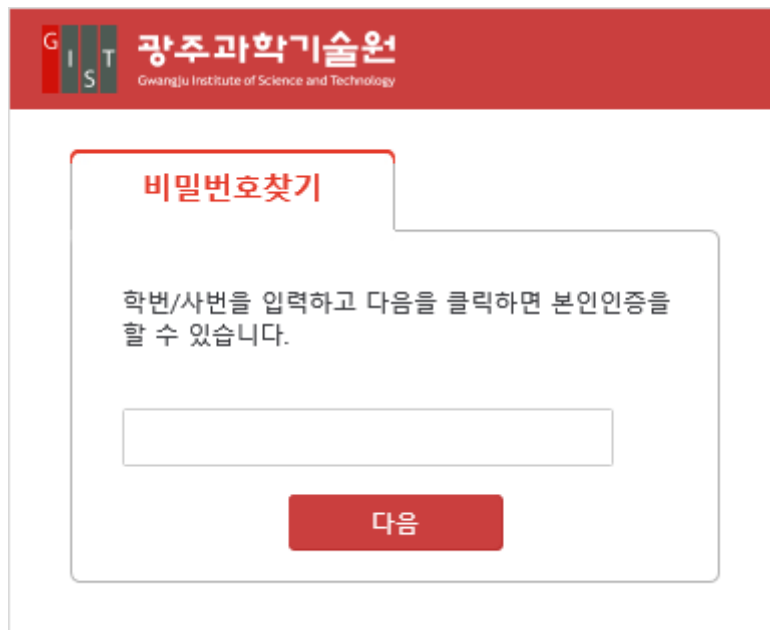 GIST 광주과학기술원
Gwangju Institute of Science and Technology
비밀번호찾기
학번/사번을 입력하고 다음을 클릭하면 본인인증을
할 수 있습니다.
다음